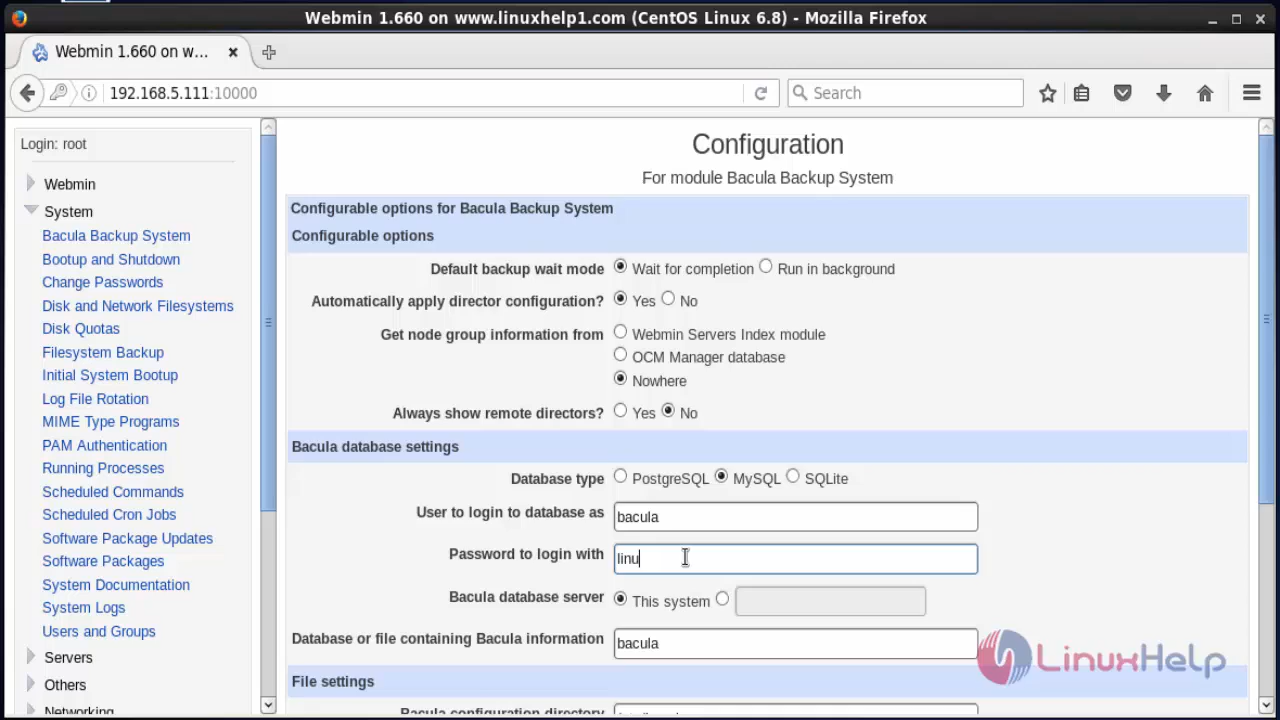 Webmin 1.660 on www.linuxhelp1.com (CentOS Linux 6.8) - Mozilla Firefox
Webmin 1.660 on w...
192.168.5.111:10000
Search
Login: root
Webmin
System
Bacula Backup System
Bootup and Shutdown
Change Passwords
Disk and Network Filesystems
Disk Quotas
Filesystem Backup
Initial System Bootup
Log File Rotation
MIME Type Programs
PAM Authentication
Running Processes
Scheduled Commands
Scheduled Cron Jobs
Software Package Updates
Software Packages
System Documentation
System Logs
Users and Groups
Servers
Others
Networking
Configuration
For module Bacula Backup System
Configurable options for Bacula Backup System
Configurable options
Default backup wait mode Wait for completion Run in background
Automatically apply director configuration? Yes No
Get node group information from Webmin Servers Index module
OCM Manager database
Nowhere
Always show remote directors? Yes No
Bacula database settings
Database type PostgreSQL MySQL SQLite
User to login to database as bacula
Password to login with linu
Bacula database server This system
Database or file containing Bacula information bacula
File settings
Bacula configuration directory
LinuxHelp